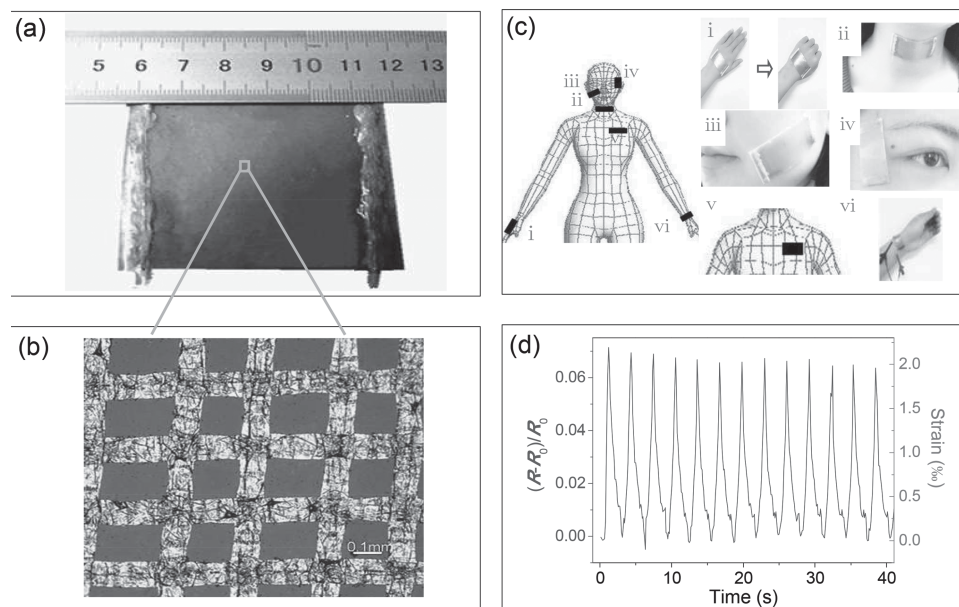 (a)
5 6 7 8 9 10 11 12 13
(b)
0.1mm
(c)
iii
iv
ii
v
i
vi
i
ii
iii
iv
v
vi
(d)
(R-R0)/R0
0.06
0.04
0.02
0.00
2.0
1.5
1.0
0.5
0.0
Strain (‰)
0 10 20 30 40
Time (s)